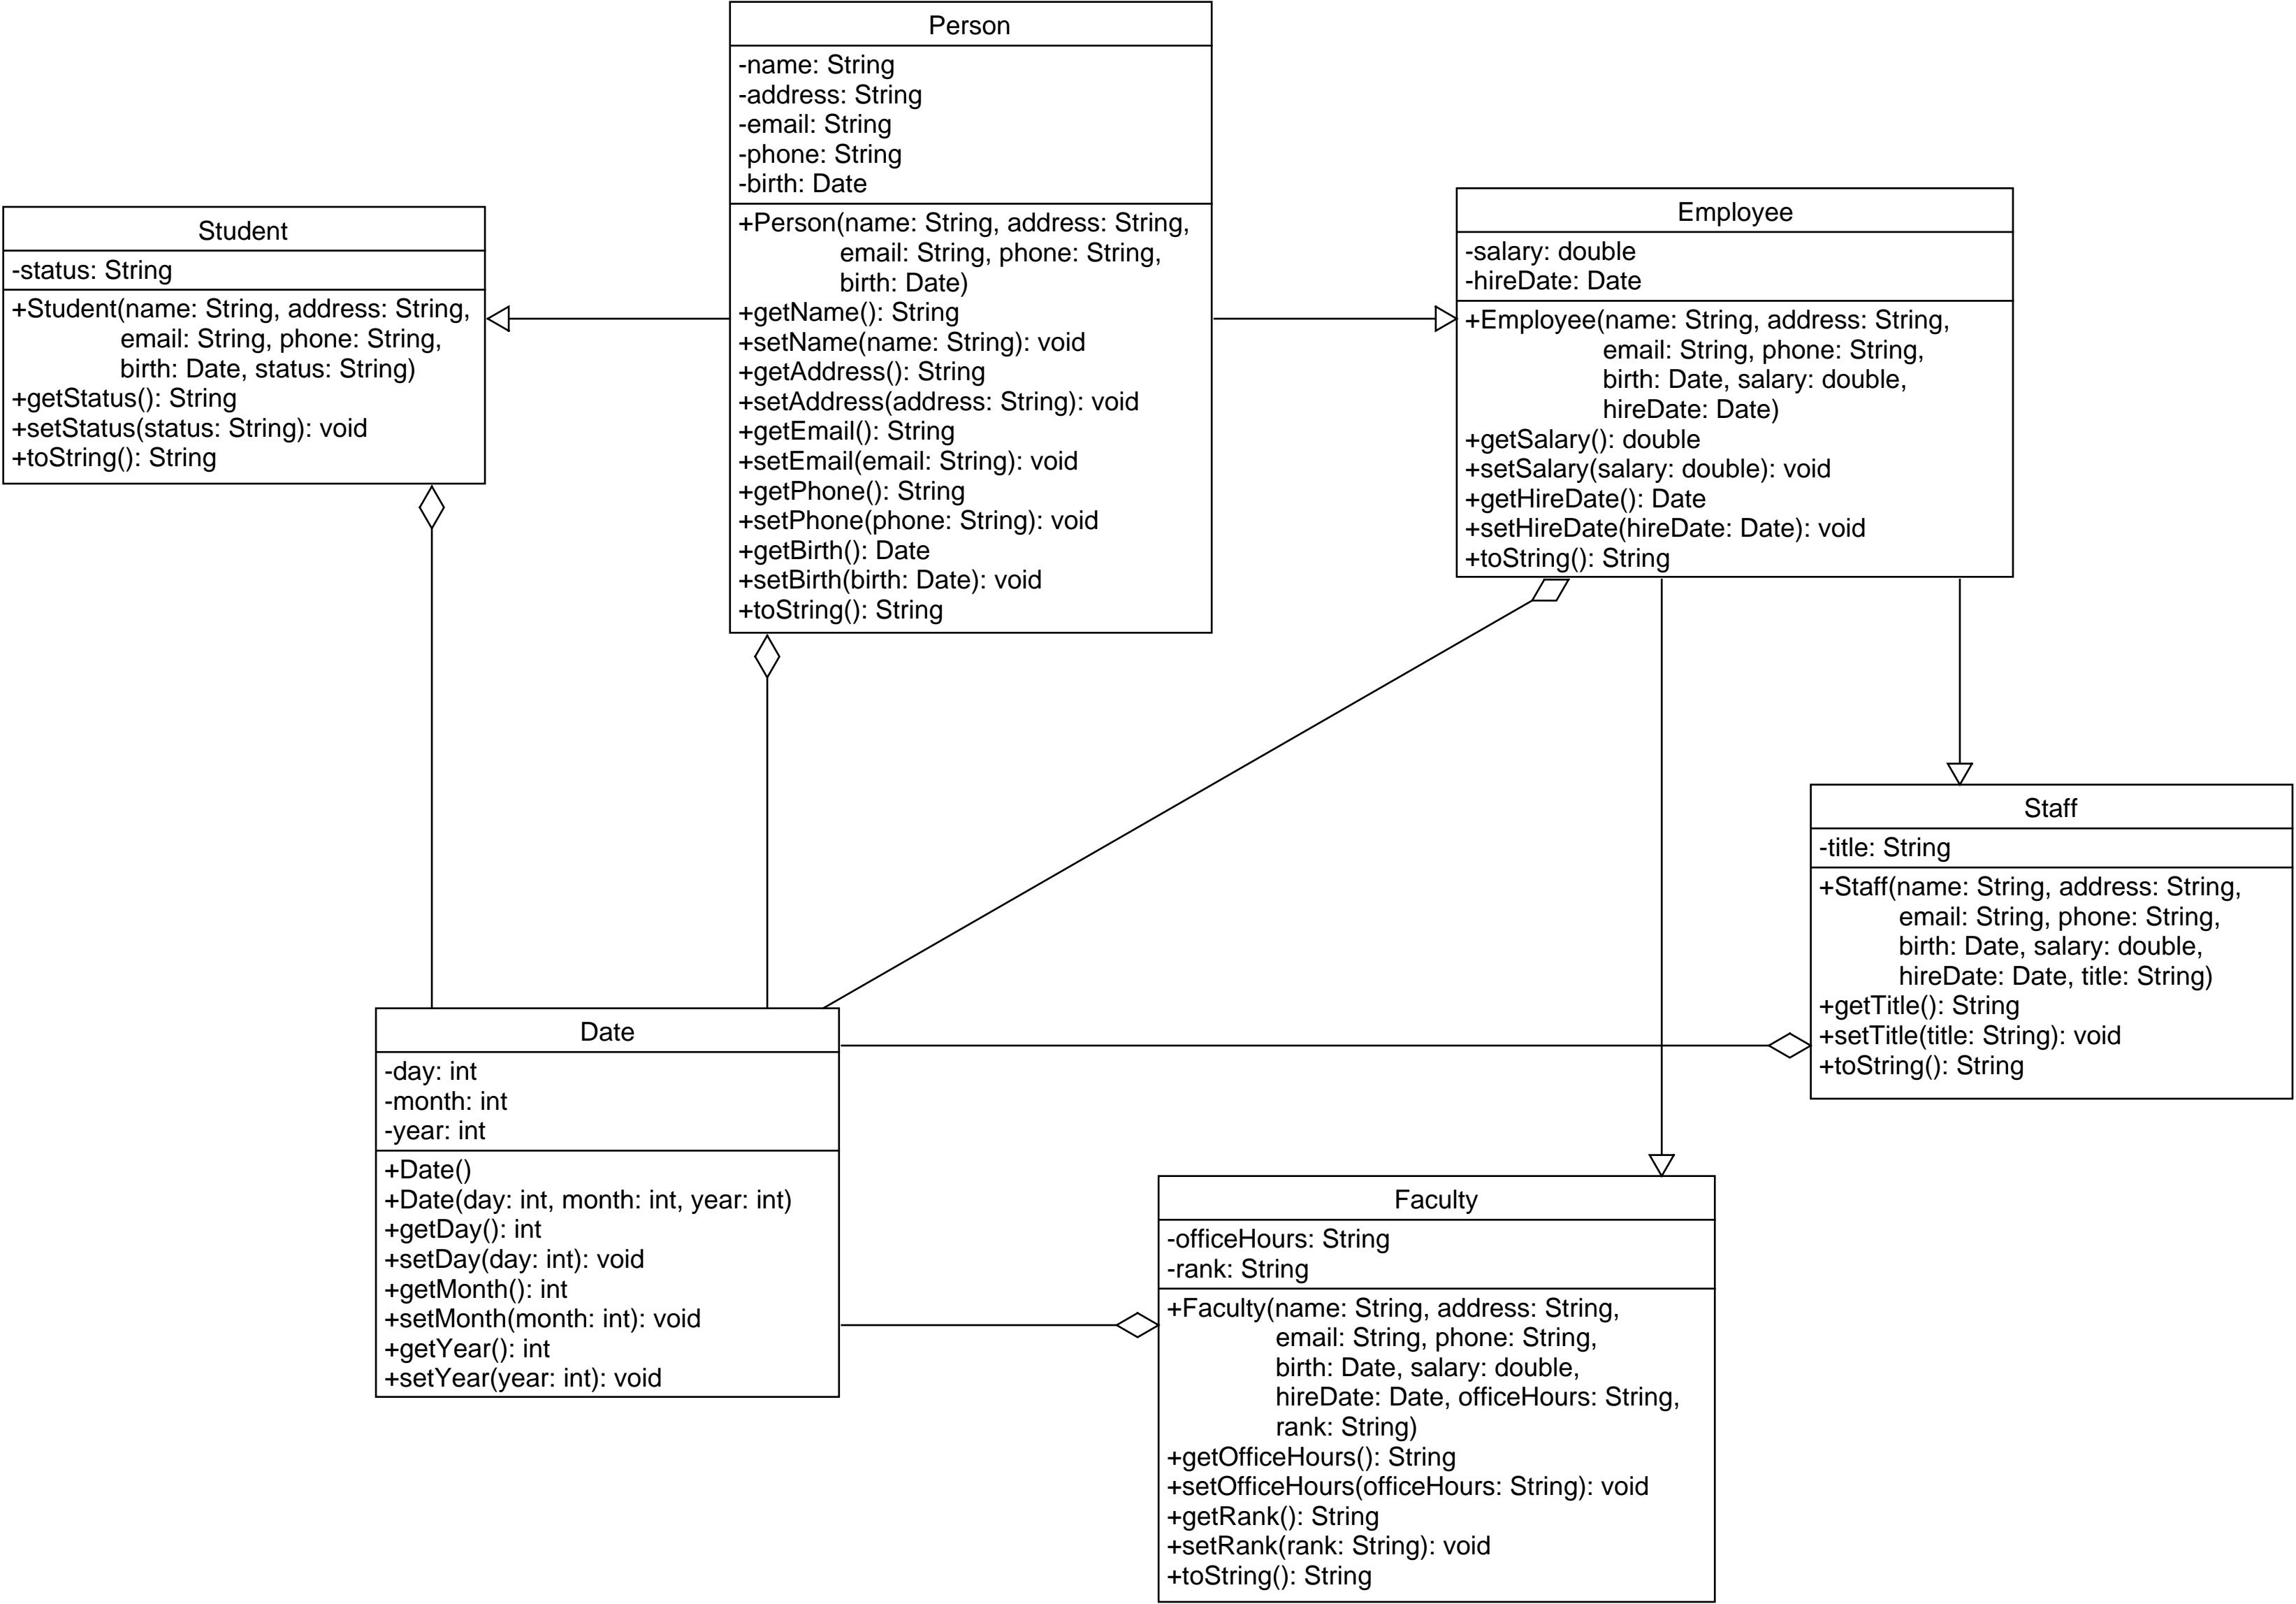 Person
-name: String
-address: String
-email: String
-phone: String
-birth: Date
+Person(name: String, address: String,
email: String, phone: String,
birth: Date)
+getName(): String
+setName(name: String): void
+getAddress(): String
+setAddress(address: String): void
+getEmail(): String
+setEmail(email: String): void
+getPhone(): String
+setPhone(phone: String): void
+getBirth(): Date
+setBirth(birth: Date): void
+toString(): String
Student
-status: String
+Student(name: String, address: String,
email: String, phone: String,
birth: Date, status: String)
+getStatus(): String
+setStatus(status: String): void
+toString(): String
Employee
-salary: double
-hireDate: Date
+Employee(name: String, address: String,
email: String, phone: String,
birth: Date, salary: double,
hireDate: Date)
+getSalary(): double
+setSalary(salary: double): void
+getHireDate(): Date
+setHireDate(hireDate: Date): void
+toString(): String
Staff
-title: String
+Staff(name: String, address: String,
email: String, phone: String,
birth: Date, salary: double,
hireDate: Date, title: String)
+getTitle(): String
+setTitle(title: String): void
+toString(): String
Date
-day: int
-month: int
-year: int
+Date()
+Date(day: int, month: int, year: int)
+getDay(): int
+setDay(day: int): void
+getMonth(): int
+setMonth(month: int): void
+getYear(): int
+setYear(year: int): void
Faculty
-officeHours: String
-rank: String
+Faculty(name: String, address: String,
email: String, phone: String,
birth: Date, salary: double,
hireDate: Date, officeHours: String,
rank: String)
+getOfficeHours(): String
+setOfficeHours(officeHours: String): void
+getRank(): String
+setRank(rank: String): void
+toString(): String